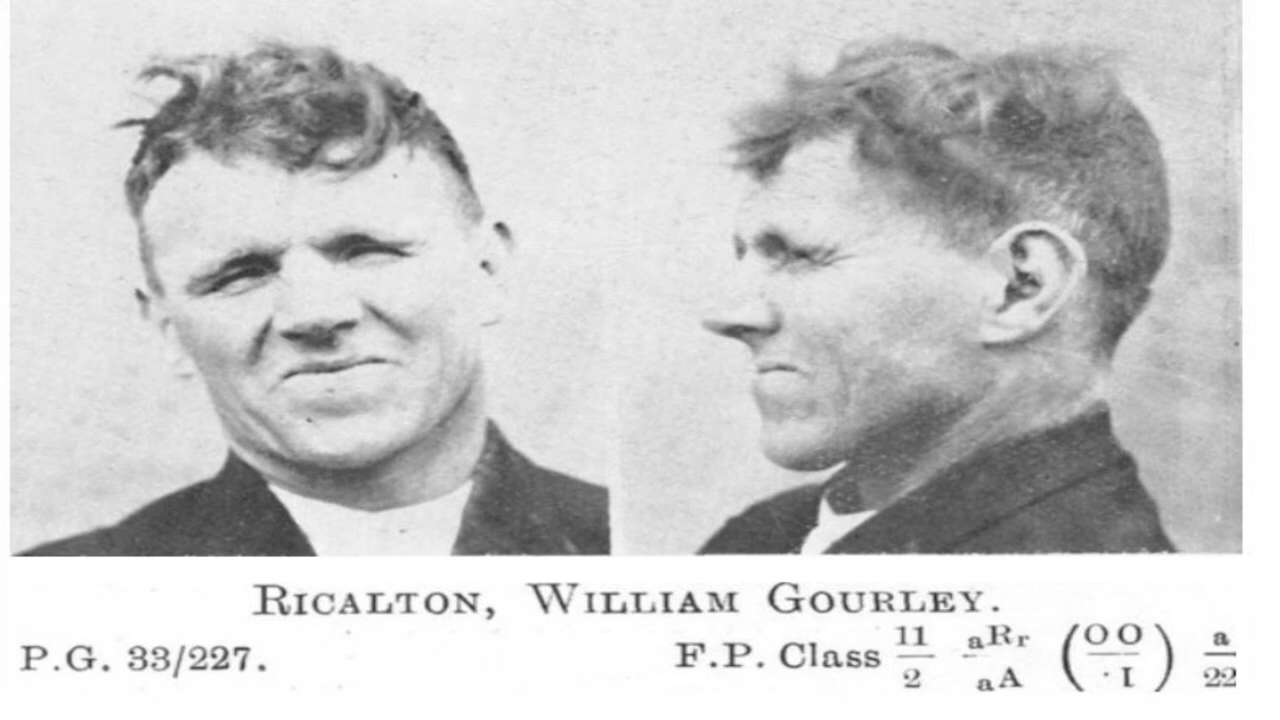 RICALTON, WILLIAM GOURLEY.
P.G. 33/227. F.P. Class 11/2 aRr/aA (OO/·I) a/22